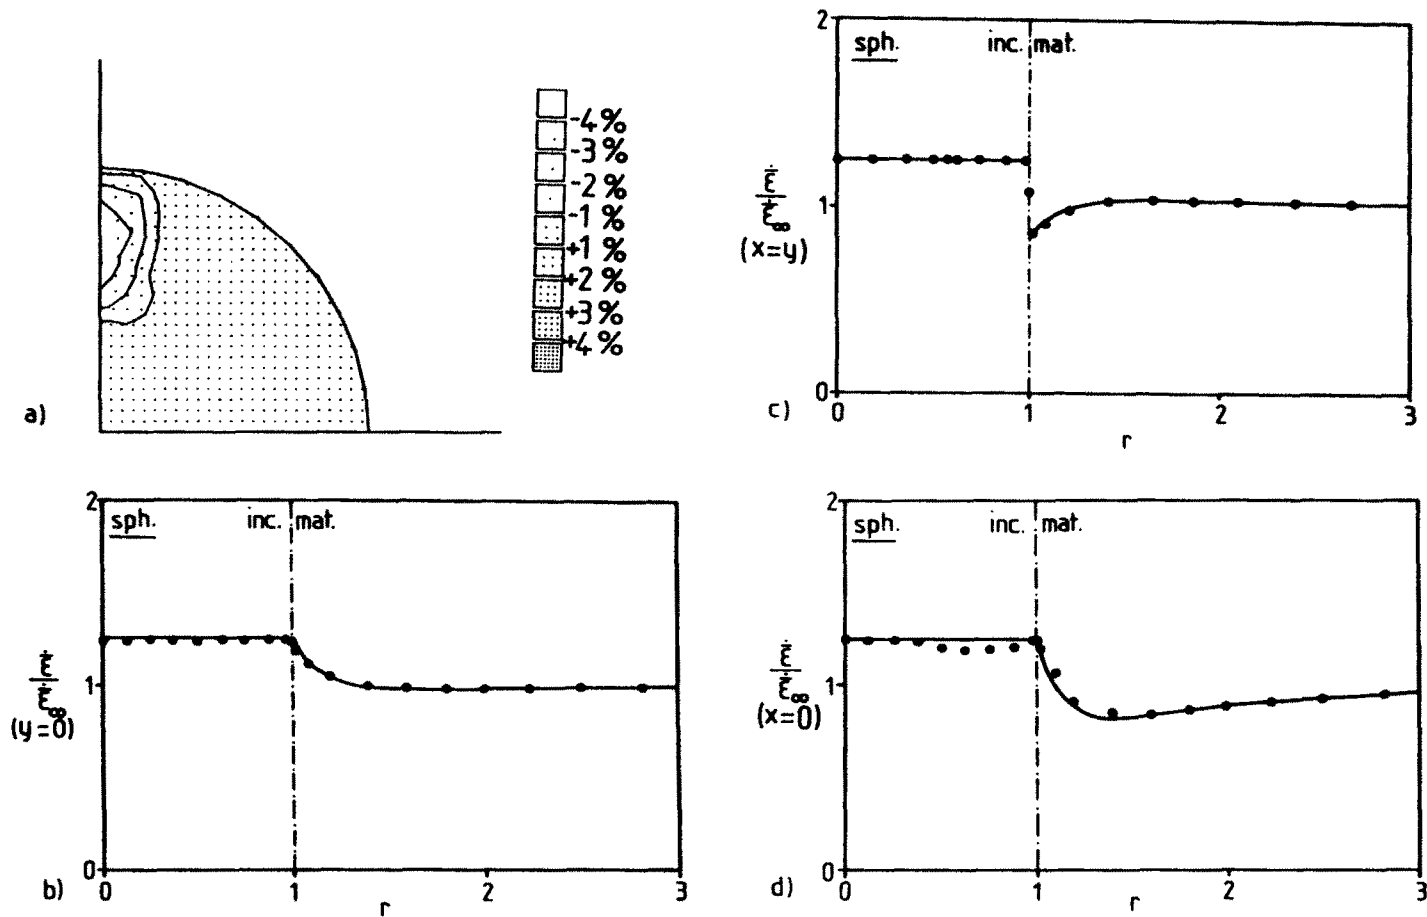 a)
-4%
-3%
-2%
-1%
+1%
+2%
+3%
+4%
c)
sph.
inc. mat.
2
1
0
ε̇
ε̇∞
(x=y)
0 1 2 3
r
b)
sph.
inc. mat.
2
1
0
ε̇
ε̇∞
(y=0)
0 1 2 3
r
d)
sph.
inc. mat.
2
1
0
ε̇
ε̇∞
(x=0)
0 1 2 3
r